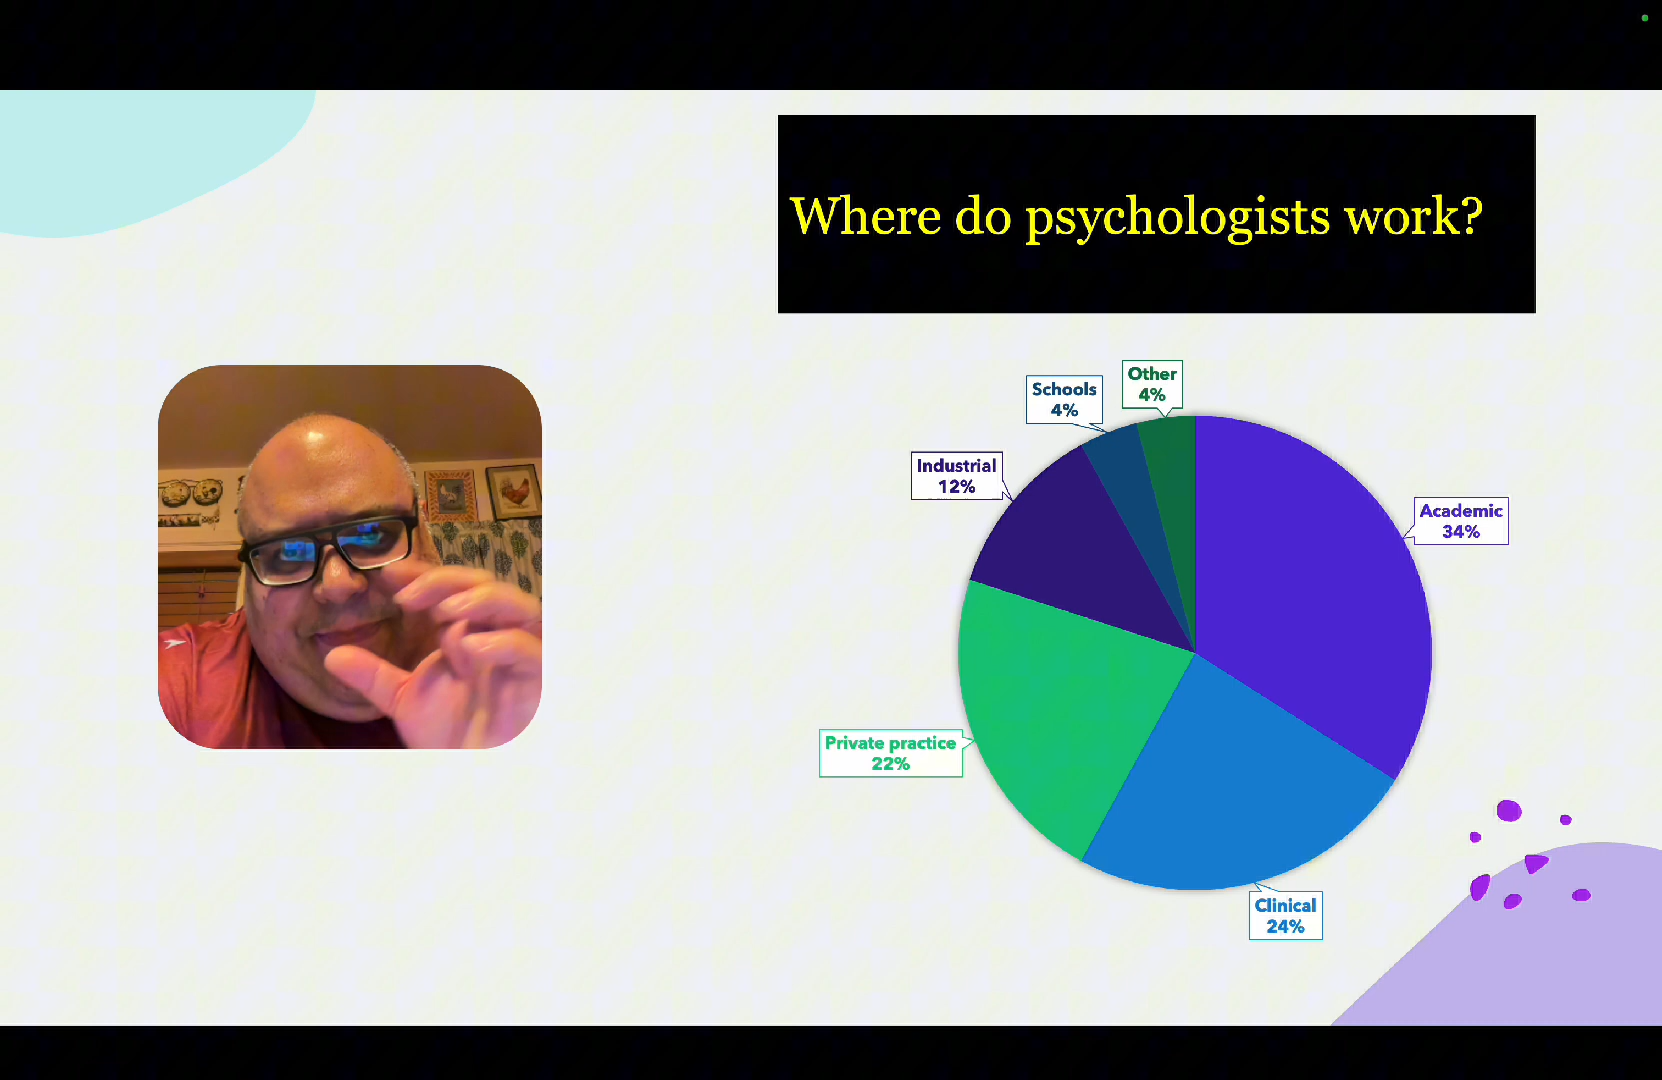 Where do psychologists work?
Other
4%
Schools
4%
Industrial
12%
Academic
34%
Private practice
22%
Clinical
24%